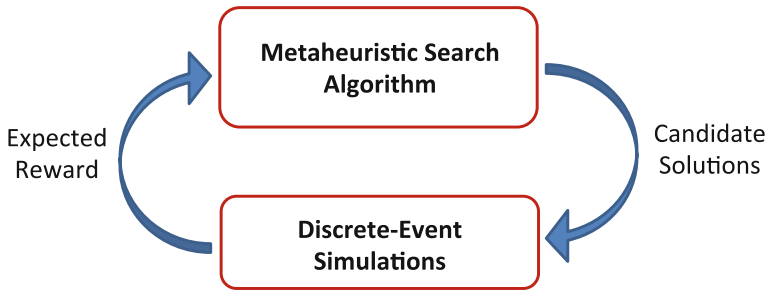 Metaheuristic Search
Algorithm
Expected
Reward
Candidate
Solutions
Discrete-Event
Simulations